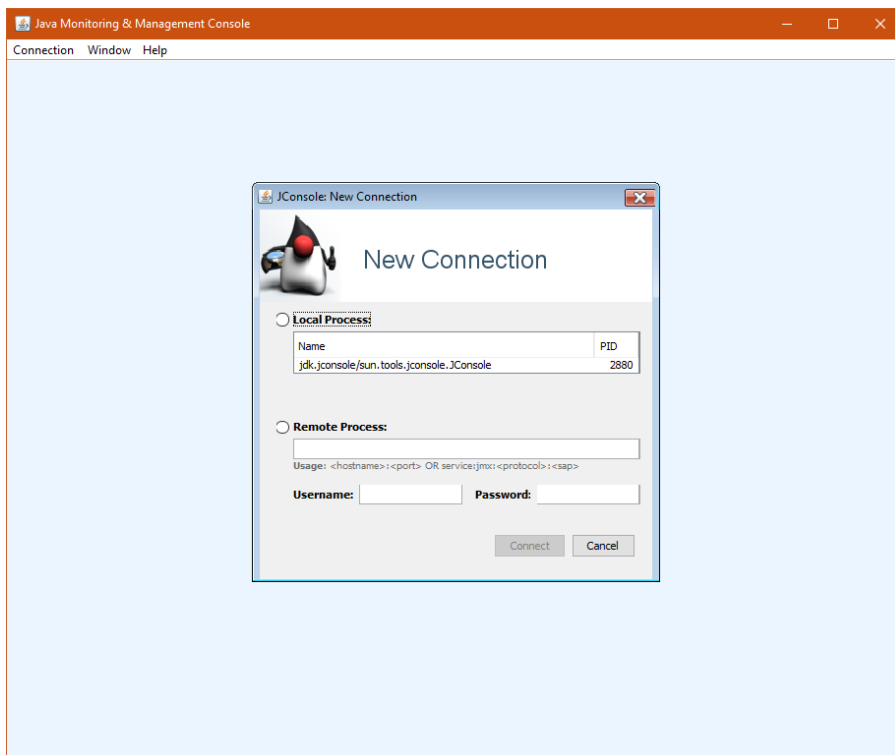 Java Monitoring & Management Console
Connection Window Help
JConsole: New Connection
New Connection
Local Process:
Name PID
jdk.jconsole/sun.tools.jconsole.JConsole 2880
Remote Process:
Usage: <hostname>:<port> OR service:jmx:<protocol>:<sap>
Username: Password:
Connect Cancel